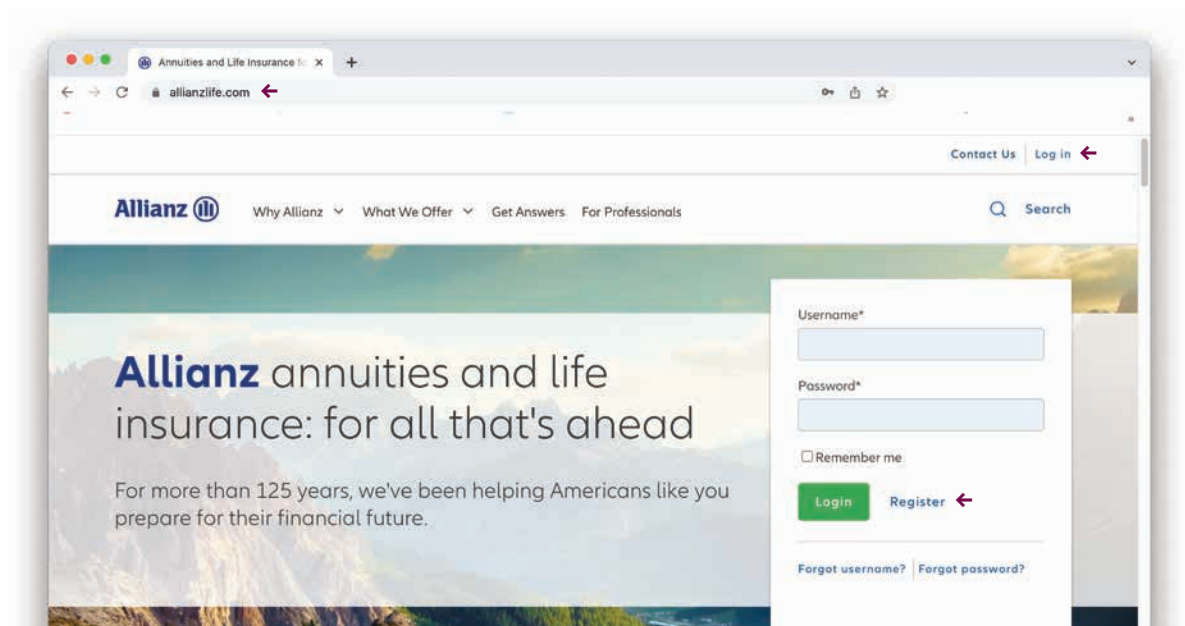 Annuities and Life Insurance fo
allianzlife.com
Contact Us Log in
Allianz Why Allianz What We Offer Get Answers For Professionals Search
Username*
Password*
Allianz annuities and life
insurance: for all that's ahead
Remember me
For more than 125 years, we've been helping Americans like you
prepare for their financial future.
Login Register
Forgot username? Forgot password?